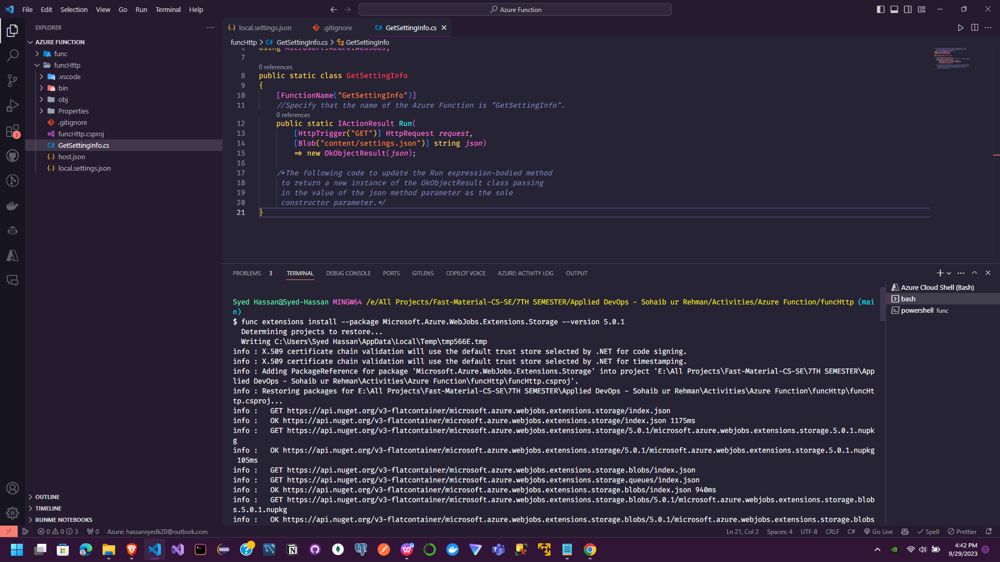 File Edit Selection View Go Run Terminal Help
Azure Function
EXPLORER
AZURE FUNCTION
func
funcHttp
.vscode
bin
obj
Properties
.gitignore
funcHttp.csproj
GetSettingInfo.cs
host.json
local.settings.json
OUTLINE
TIMELINE
RUNME NOTEBOOKS
3
local.settings.json .gitignore GetSettingInfo.cs
funcHttp > GetSettingInfo.cs > GetSettingInfo
6 using Microsoft.Azure.WebJobs;
7
0 references
8 public static class GetSettingInfo
9 {
10 [FunctionName("GetSettingInfo")]
11 //Specify that the name of the Azure Function is "GetSettingInfo".
0 references
12 public static IActionResult Run(
13 [HttpTrigger("GET")] HttpRequest request,
14 [Blob("content/settings.json")] string json)
15 => new OkObjectResult(json);
16
17 /*The following code to update the Run expression-bodied method
18 to return a new instance of the OkObjectResult class passing
19 in the value of the json method parameter as the sole
20 constructor parameter.*/
21 }
PROBLEMS 3 TERMINAL DEBUG CONSOLE PORTS GITLENS COPILOT VOICE AZURE: ACTIVITY LOG OUTPUT
Syed Hassan@Syed-Hassan MINGW64 /e/All Projects/Fast-Material-CS-SE/7TH SEMESTER/Applied DevOps - Sohaib ur Rehman/Activities/Azure Function/funcHttp (mai
n)
$ func extensions install --package Microsoft.Azure.WebJobs.Extensions.Storage --version 5.0.1
Determining projects to restore...
Writing C:\Users\Syed Hassan\AppData\Local\Temp\tmp566E.tmp
info : X.509 certificate chain validation will use the default trust store selected by .NET for code signing.
info : X.509 certificate chain validation will use the default trust store selected by .NET for timestamping.
info : Adding PackageReference for package 'Microsoft.Azure.WebJobs.Extensions.Storage' into project 'E:\All Projects\Fast-Material-CS-SE\7TH SEMESTER\App
lied DevOps - Sohaib ur Rehman\Activities\Azure Function\funcHttp\funcHttp.csproj'.
info : Restoring packages for E:\All Projects\Fast-Material-CS-SE\7TH SEMESTER\Applied DevOps - Sohaib ur Rehman\Activities\Azure Function\funcHttp\funcHt
tp.csproj...
info : GET https://api.nuget.org/v3-flatcontainer/microsoft.azure.webjobs.extensions.storage/index.json
info : OK https://api.nuget.org/v3-flatcontainer/microsoft.azure.webjobs.extensions.storage/index.json 1175ms
info : GET https://api.nuget.org/v3-flatcontainer/microsoft.azure.webjobs.extensions.storage/5.0.1/microsoft.azure.webjobs.extensions.storage.5.0.1.nupk
g
info : OK https://api.nuget.org/v3-flatcontainer/microsoft.azure.webjobs.extensions.storage/5.0.1/microsoft.azure.webjobs.extensions.storage.5.0.1.nupkg
105ms
info : GET https://api.nuget.org/v3-flatcontainer/microsoft.azure.webjobs.extensions.storage.blobs/index.json
info : GET https://api.nuget.org/v3-flatcontainer/microsoft.azure.webjobs.extensions.storage.queues/index.json
info : OK https://api.nuget.org/v3-flatcontainer/microsoft.azure.webjobs.extensions.storage.blobs/index.json 940ms
info : GET https://api.nuget.org/v3-flatcontainer/microsoft.azure.webjobs.extensions.storage.blobs/5.0.1/microsoft.azure.webjobs.extensions.storage.blob
s.5.0.1.nupkg
info : OK https://api.nuget.org/v3-flatcontainer/microsoft.azure.webjobs.extensions.storage.blobs/5.0.1/microsoft.azure.webjobs.extensions.storage.blobs
Azure Cloud Shell (Bash)
bash
powershell func
0 0 3 0 Azure: hassansyedk20@outlook.com Ln 21, Col 2 Spaces: 4 UTF-8 CRLF C# Go Live Spell Prettier
4:42 PM
9/29/2023
1